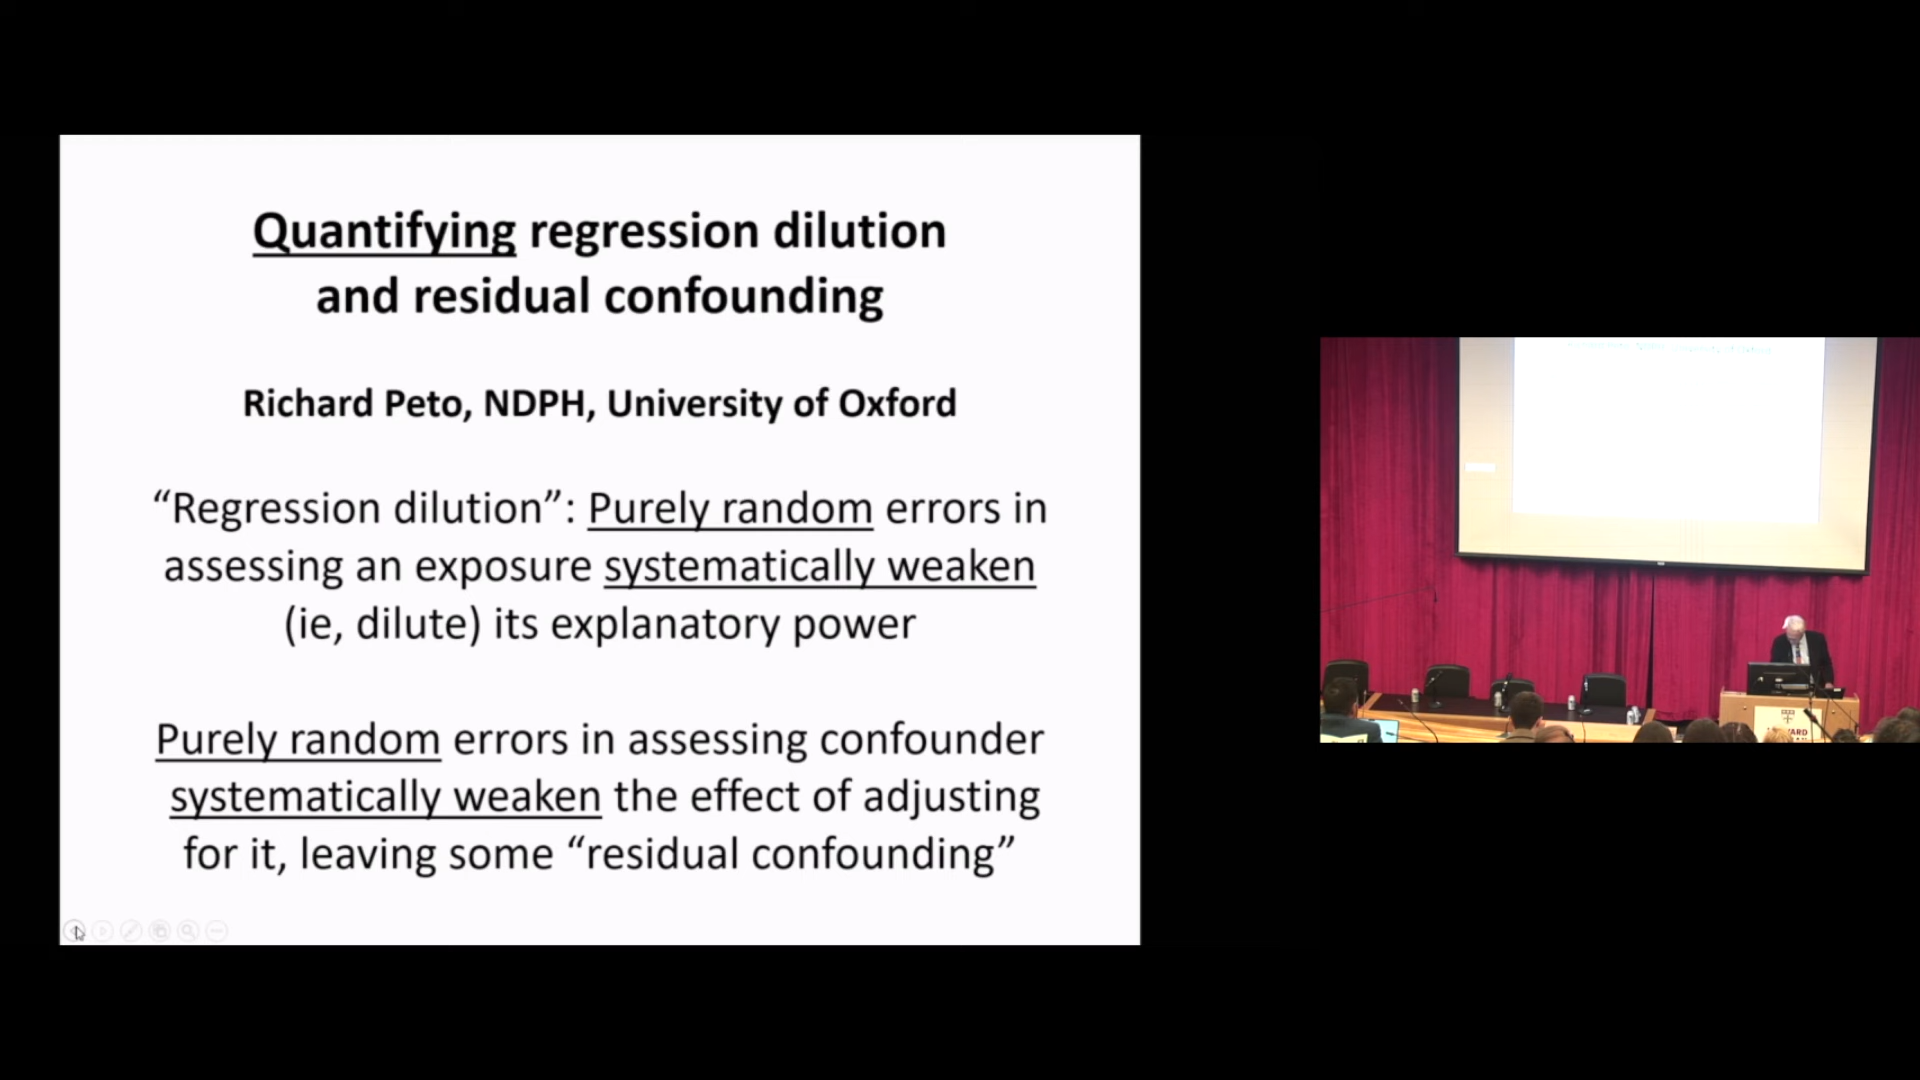 Quantifying regression dilution
and residual confounding
Richard Peto, NDPH, University of Oxford
“Regression dilution”: Purely random errors in
assessing an exposure systematically weaken
(ie, dilute) its explanatory power
Purely random errors in assessing confounder
systematically weaken the effect of adjusting
for it, leaving some “residual confounding”